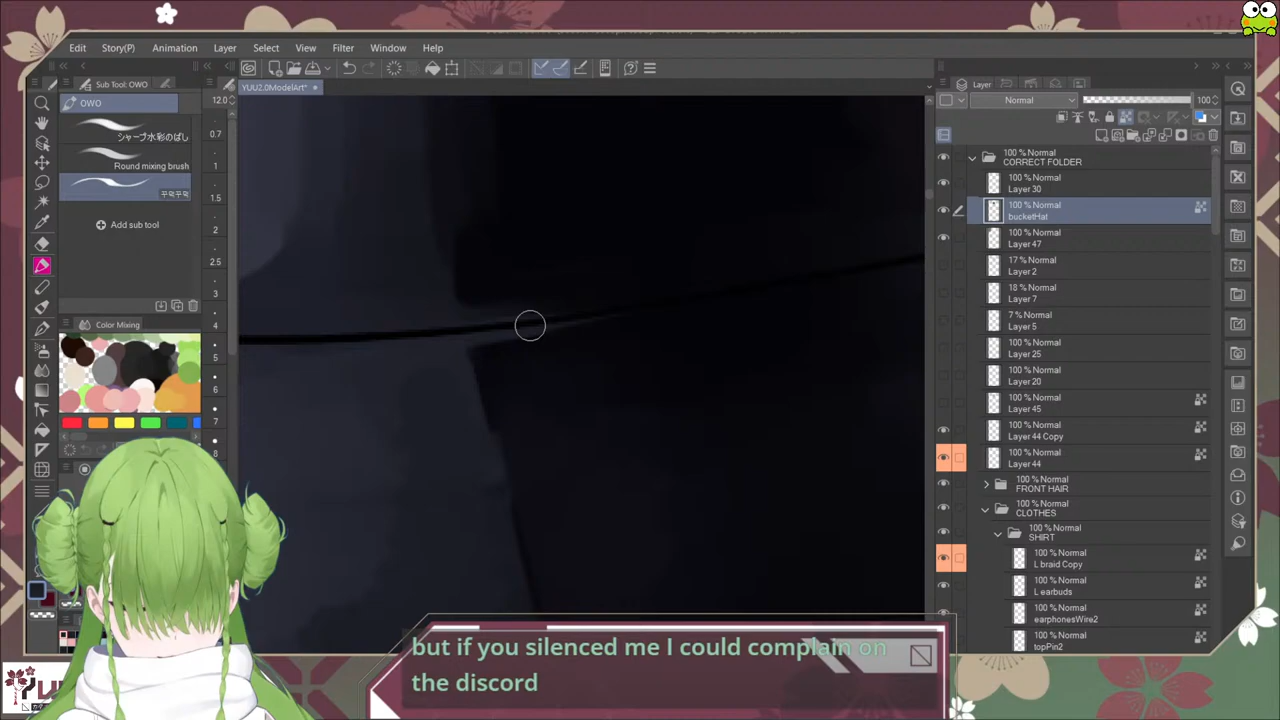 Edit Story(P) Animation Layer Select View Filter Window Help
Sub Tool: OWO
OWO
シャープ水彩のばし
Round mixing brush
꾸덕꾸덕
Add sub tool
Color Mixing
12.0
0.7
1
1.5
2
2.5
3
4
5
6
7
8
YUU2.0ModelArt*
Layer
Normal 100
100 % Normal
CORRECT FOLDER
100 % Normal
Layer 30
100 % Normal
bucketHat
100 % Normal
Layer 47
17 % Normal
Layer 2
18 % Normal
Layer 7
7 % Normal
Layer 5
100 % Normal
Layer 25
100 % Normal
Layer 20
100 % Normal
Layer 45
100 % Normal
Layer 44 Copy
100 % Normal
Layer 44
100 % Normal
FRONT HAIR
100 % Normal
CLOTHES
100 % Normal
SHIRT
100 % Normal
L braid Copy
100 % Normal
L earbuds
100 % Normal
earphonesWire2
100 % Normal
topPin2
but if you silenced me I could complain on
the discord